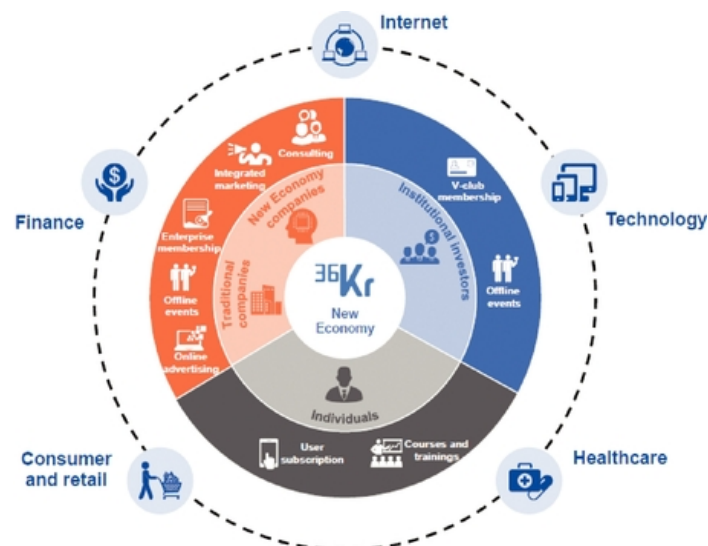 Internet
Technology
Healthcare
Consumer
and retail
Finance
Consulting
Integrated
marketing
Enterprise
membership
Offline
events
Online
advertising
New Economy
companies
Traditional
companies
V-club
membership
Offline
events
Institutional investors
36Kr
New
Economy
Individuals
User
subscription
Courses and
trainings